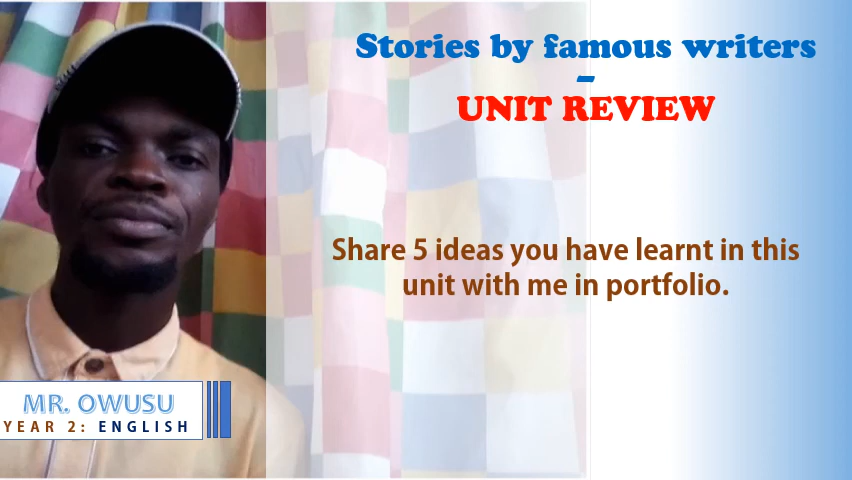 Stories by famous writers
–
UNIT REVIEW
Share 5 ideas you have learnt in this
unit with me in portfolio.
MR. OWUSU
YEAR 2: ENGLISH